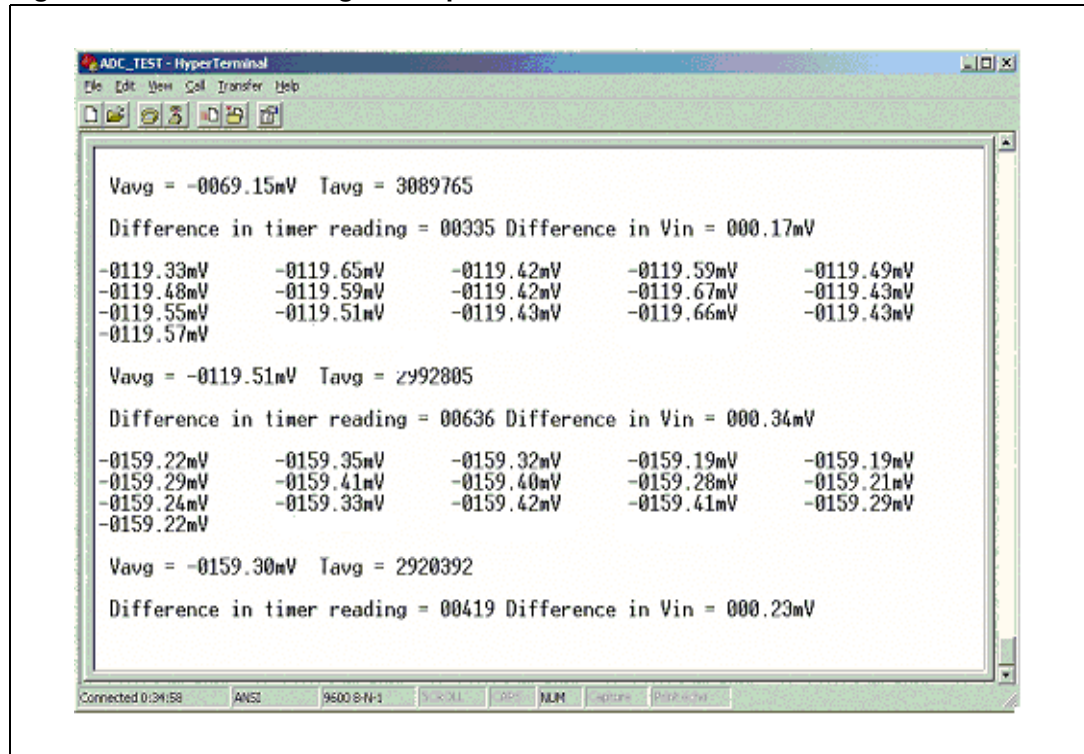 ADC_TEST - HyperTerminal
File Edit View Call Transfer Help
Vavg = -0069.15mV Tavg = 3089765
Difference in timer reading = 00335 Difference in Vin = 000.17mV
-0119.33mV -0119.65mV -0119.42mV -0119.59mV -0119.49mV
-0119.48mV -0119.59mV -0119.42mV -0119.67mV -0119.43mV
-0119.55mV -0119.51mV -0119.43mV -0119.66mV -0119.43mV
-0119.57mV
Vavg = -0119.51mV Tavg = 2992805
Difference in timer reading = 00636 Difference in Vin = 000.34mV
-0159.22mV -0159.35mV -0159.32mV -0159.19mV -0159.19mV
-0159.29mV -0159.41mV -0159.40mV -0159.28mV -0159.21mV
-0159.24mV -0159.33mV -0159.42mV -0159.41mV -0159.29mV
-0159.22mV
Vavg = -0159.30mV Tavg = 2920392
Difference in timer reading = 00419 Difference in Vin = 000.23mV
Connected 0:34:58 ANSI 9600 8-N-1 SCROLL CAPS NUM Capture Print echo